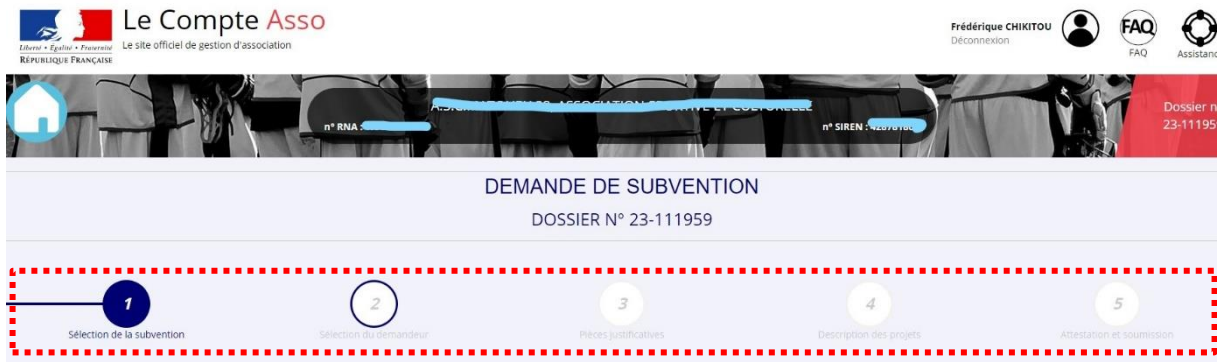 Le Compte Asso
Le site officiel de gestion d'association
Liberté • Égalité • Fraternité
RÉPUBLIQUE FRANÇAISE
Frédérique CHIKITOU
Déconnexion
FAQ
FAQ
Assistanc
n° RNA :
n° SIREN :
Dossier n
23-11195
DEMANDE DE SUBVENTION
DOSSIER N° 23-111959
1
Sélection de la subvention
2
Sélection du demandeur
3
Pièces justificatives
4
Description des projets
5
Attestation et soumission